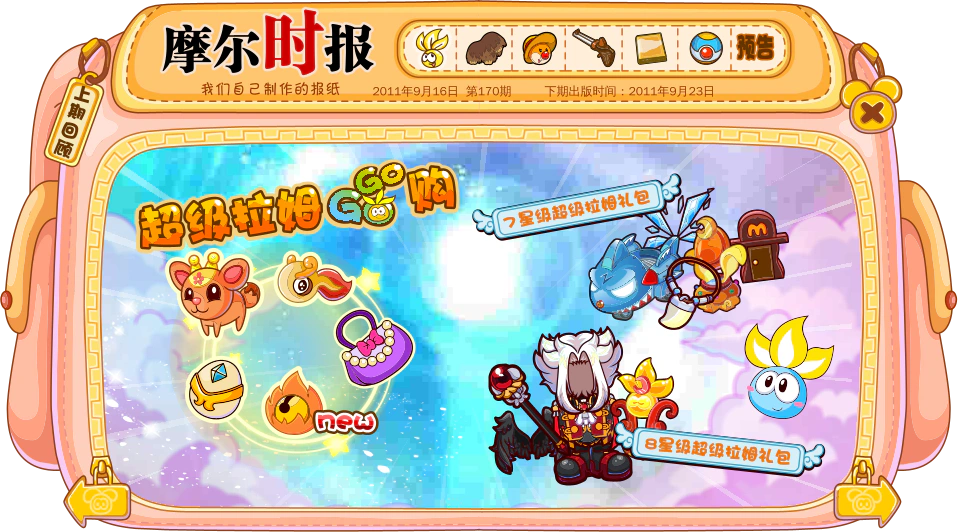 摩尔时报
预告
我们自己制作的报纸
2011年9月16日 第170期
下期出版时间：2011年9月23日
上期回顾
超级拉姆GOGO购
7星级超级拉姆礼包
M
new
8星级超级拉姆礼包